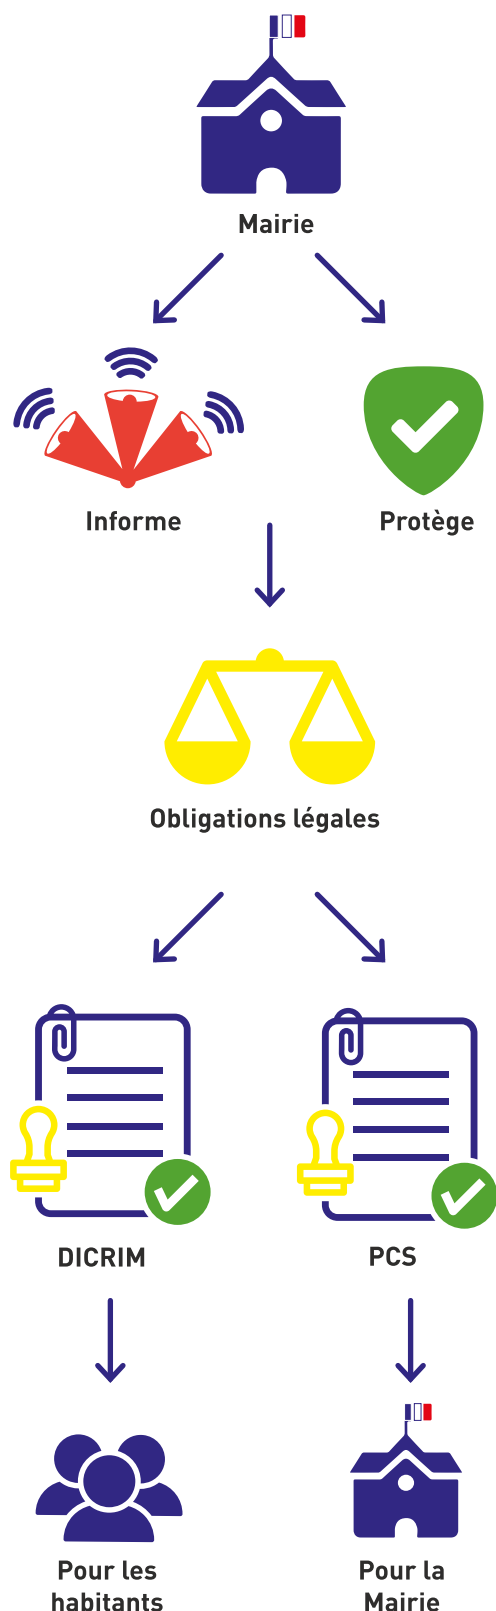 Mairie
Informe
Protège
Obligations légales
DICRIM
PCS
Pour les
habitants
Pour la
Mairie